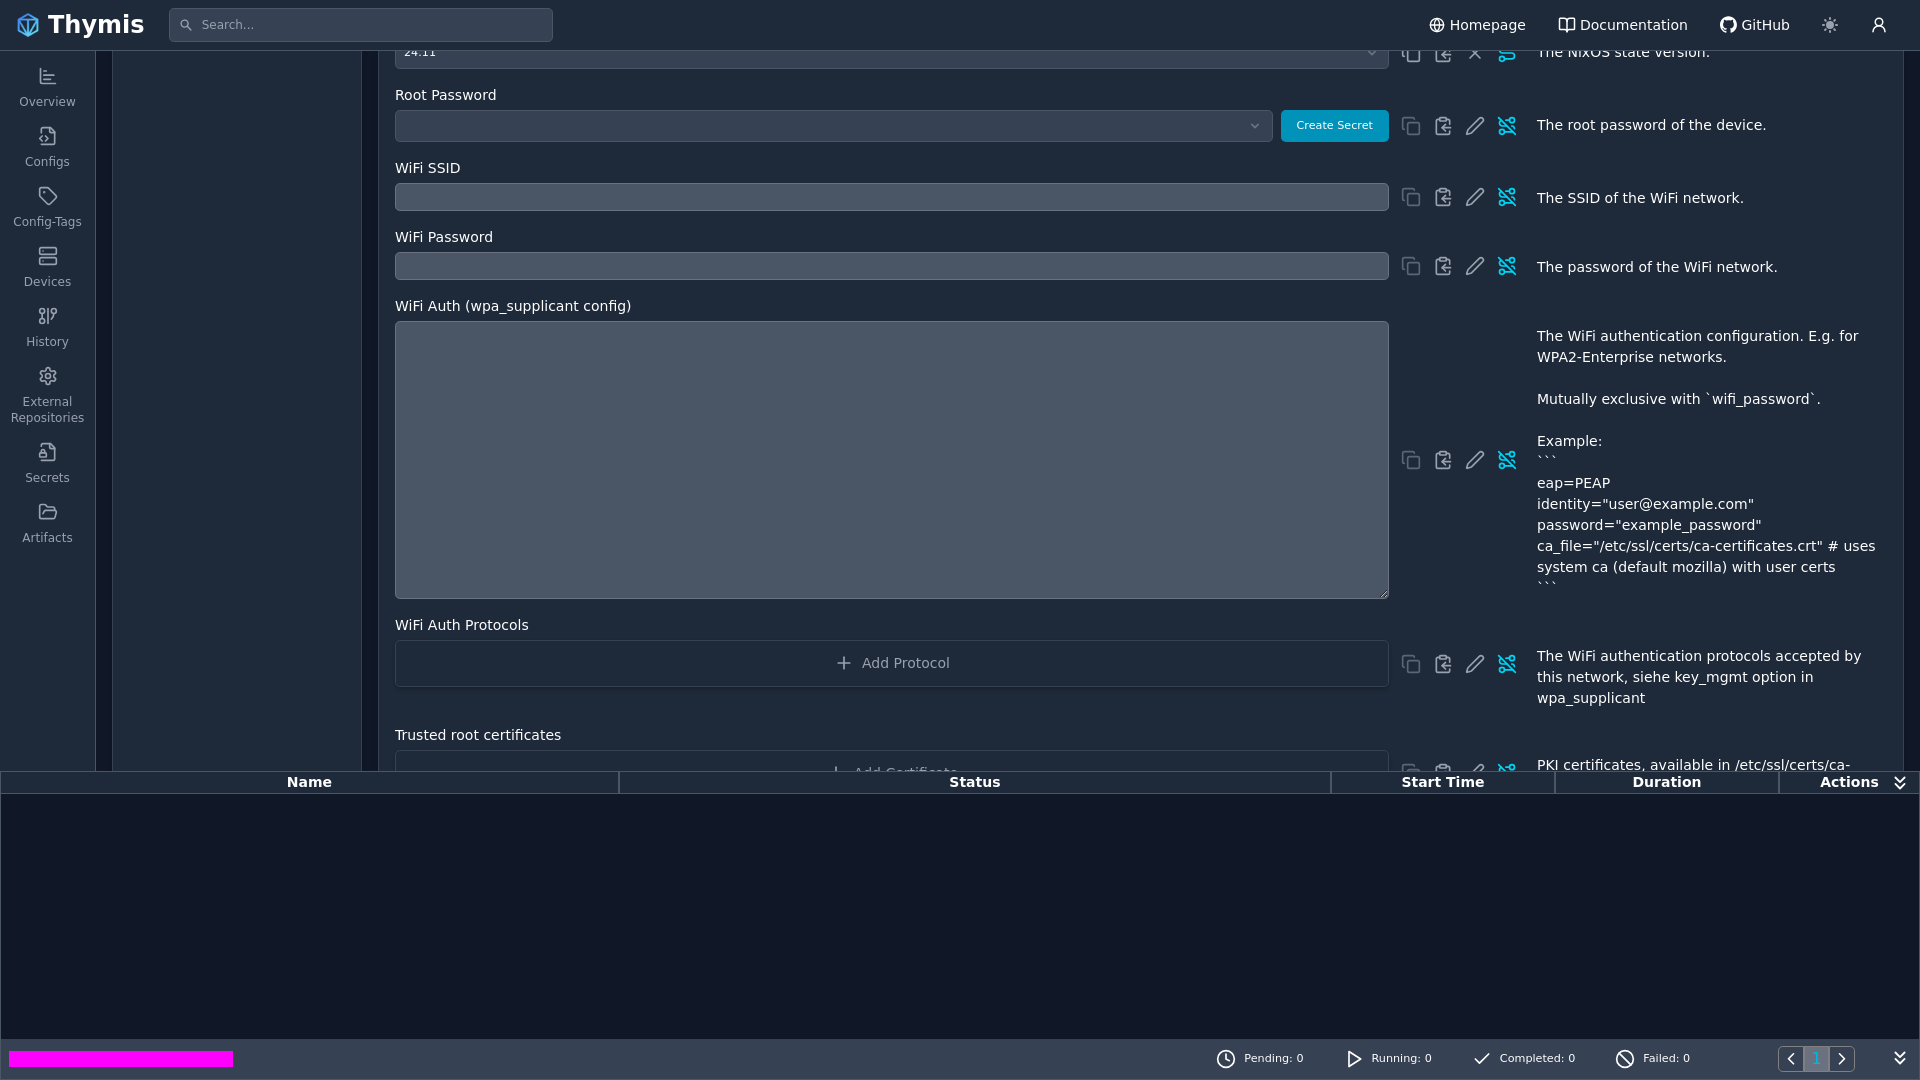 Thymis
Search...
Homepage
Documentation
GitHub
Overview
Configs
Config-Tags
Devices
History
External
Repositories
Secrets
Artifacts
24.11
The NixOS state version.
Root Password
Create Secret
The root password of the device.
WiFi SSID
The SSID of the WiFi network.
WiFi Password
The password of the WiFi network.
WiFi Auth (wpa_supplicant config)
The WiFi authentication configuration. E.g. for
WPA2-Enterprise networks.
Mutually exclusive with `wifi_password`.
Example:
```
eap=PEAP
identity="user@example.com"
password="example_password"
ca_file="/etc/ssl/certs/ca-certificates.crt" # uses
system ca (default mozilla) with user certs
```
WiFi Auth Protocols
Add Protocol
The WiFi authentication protocols accepted by
this network, siehe key_mgmt option in
wpa_supplicant
Trusted root certificates
Add Certificate
PKI certificates, available in /etc/ssl/certs/ca-
Name
Status
Start Time
Duration
Actions
Pending: 0
Running: 0
Completed: 0
Failed: 0
1